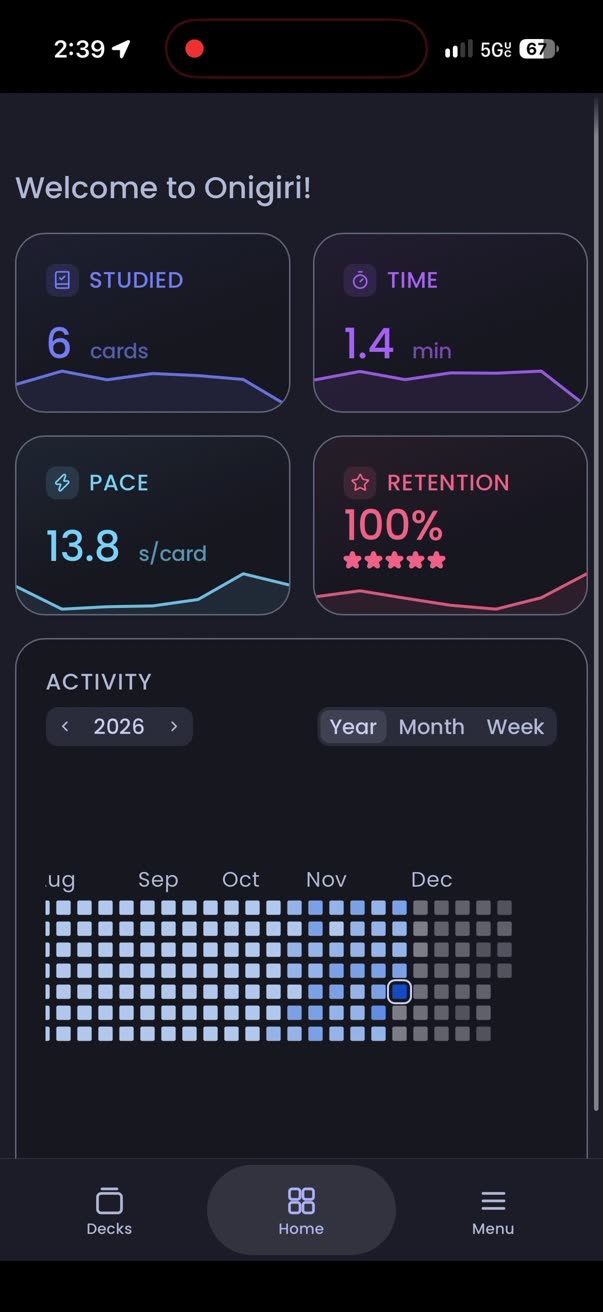 2:39
5GUC
67
Welcome to Onigiri!
STUDIED
6 cards
TIME
1.4 min
PACE
13.8 s/card
RETENTION
100%
ACTIVITY
2026
Year Month Week
ug Sep Oct Nov Dec
Decks Home Menu